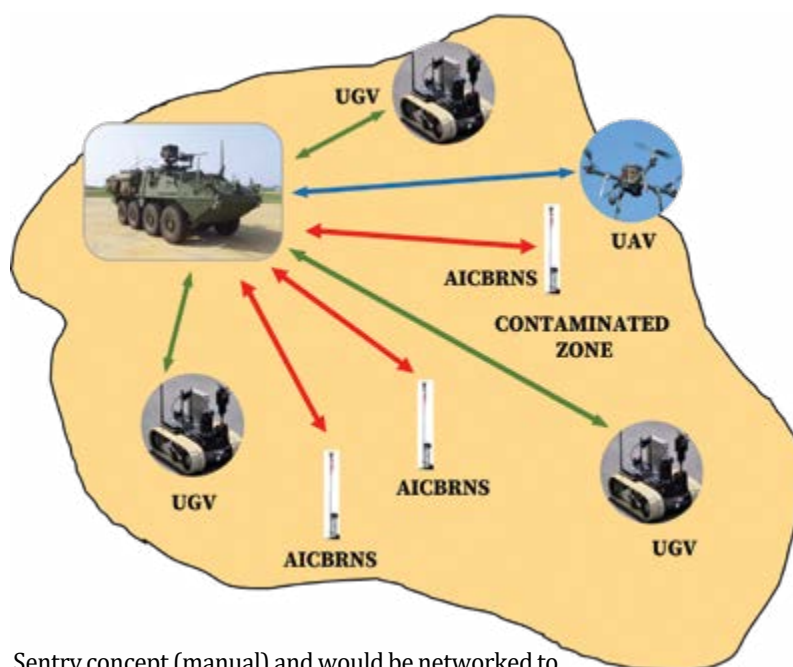 UGV
UAV
AICBRNS
CONTAMINATED
ZONE
AICBRNS
UGV
AICBRNS
UGV
Sentry concept (manual) and would be networked to